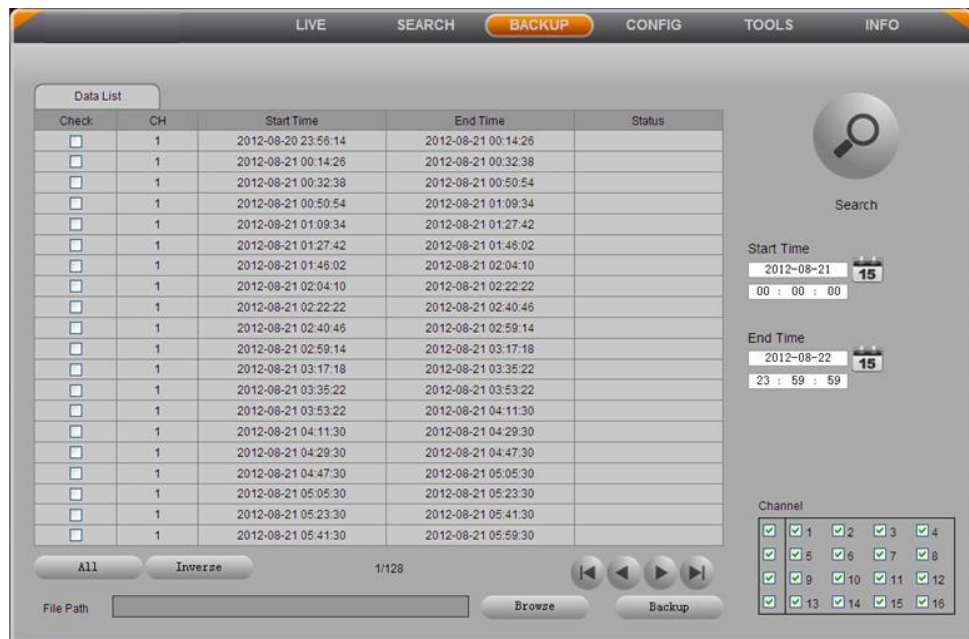 LIVE SEARCH BACKUP CONFIG TOOLS INFO
Data List
Check CH Start Time End Time Status
1 2012-08-20 23:56:14 2012-08-21 00:14:26
1 2012-08-21 00:14:26 2012-08-21 00:32:38
1 2012-08-21 00:32:38 2012-08-21 00:50:54
1 2012-08-21 00:50:54 2012-08-21 01:09:34
1 2012-08-21 01:09:34 2012-08-21 01:27:42
1 2012-08-21 01:27:42 2012-08-21 01:46:02
1 2012-08-21 01:46:02 2012-08-21 02:04:10
1 2012-08-21 02:04:10 2012-08-21 02:22:22
1 2012-08-21 02:22:22 2012-08-21 02:40:46
1 2012-08-21 02:40:46 2012-08-21 02:59:14
1 2012-08-21 02:59:14 2012-08-21 03:17:18
1 2012-08-21 03:17:18 2012-08-21 03:35:22
1 2012-08-21 03:35:22 2012-08-21 03:53:22
1 2012-08-21 03:53:22 2012-08-21 04:11:30
1 2012-08-21 04:11:30 2012-08-21 04:29:30
1 2012-08-21 04:29:30 2012-08-21 04:47:30
1 2012-08-21 04:47:30 2012-08-21 05:05:30
1 2012-08-21 05:05:30 2012-08-21 05:23:30
1 2012-08-21 05:23:30 2012-08-21 05:41:30
1 2012-08-21 05:41:30 2012-08-21 05:59:30
All Inverse 1/128
File Path Browse Backup
Search
Start Time
2012-08-21 15
00 : 00 : 00
End Time
2012-08-22 15
23 : 59 : 59
Channel
1 2 3 4
5 6 7 8
9 10 11 12
13 14 15 16